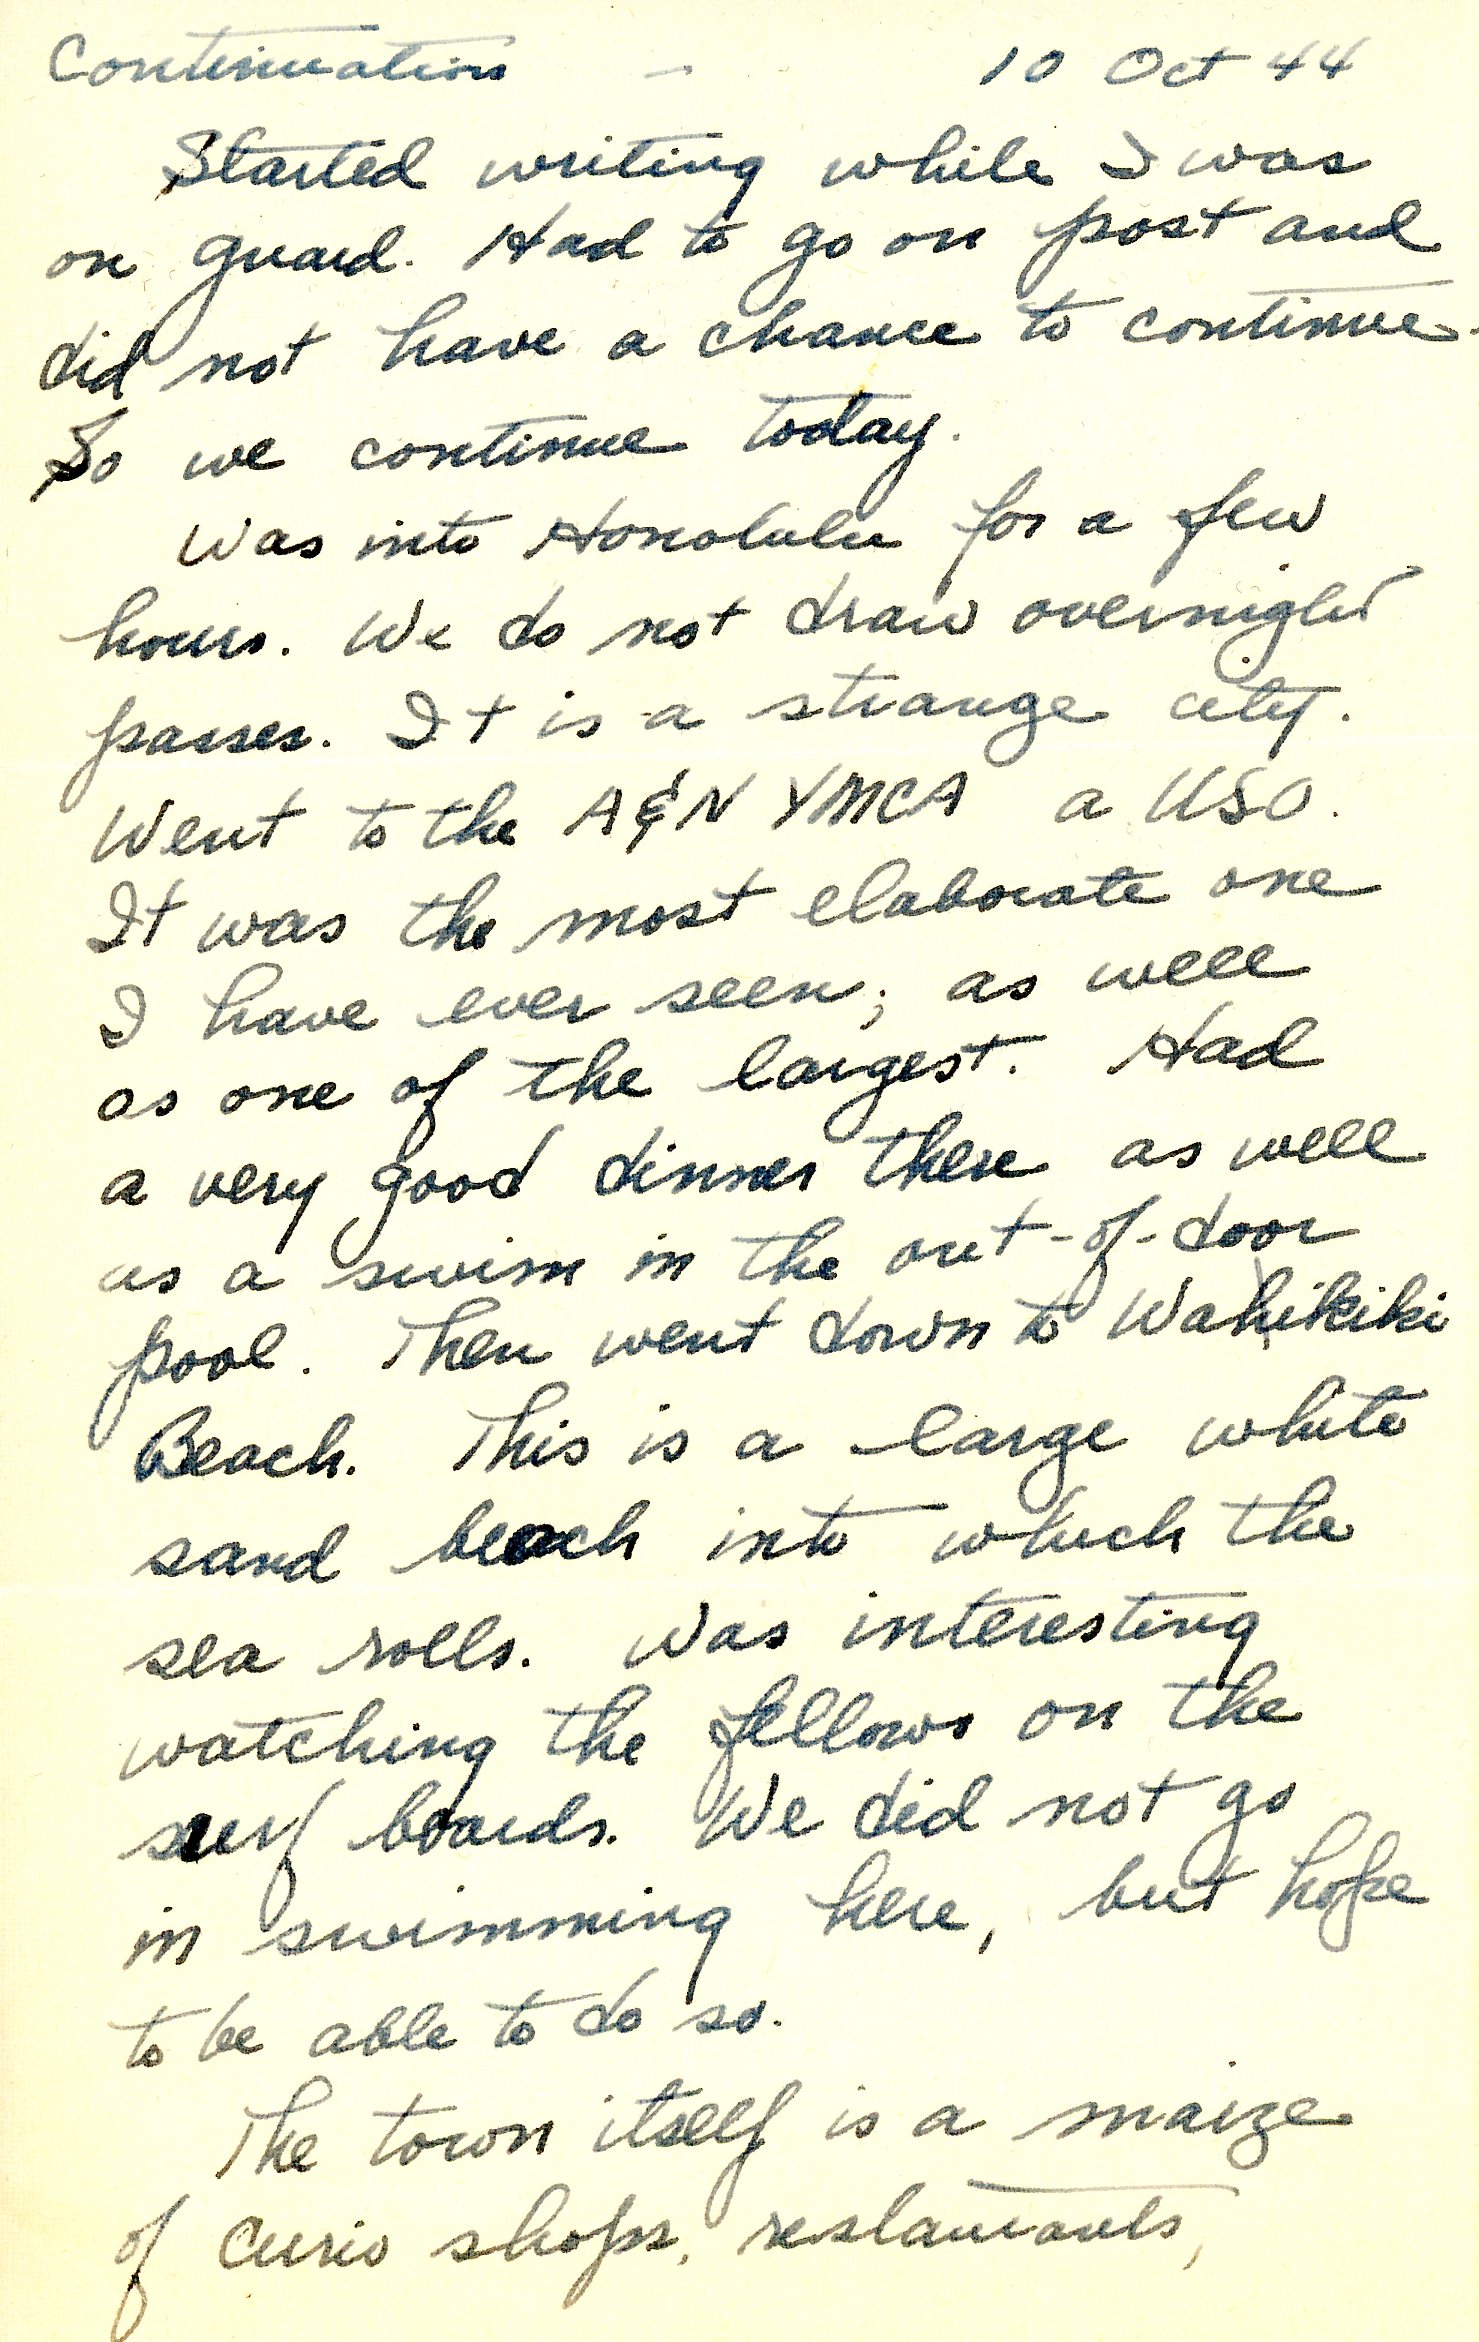 Continuation - 10 Oct 44
Started writing while I was
on guard. Had to go on post and
did not have a chance to continue.
So we continue today.
Was into Honolulu for a few
hours. We do not draw overnight
passes. It is a strange city.
Went to the A&N YMCA a USO.
It was the most elaborate one
I have ever seen; as well
as one of the largest. Had
a very good dinner there as well
as a swim in the out-of-door
pool. Then went down to Wahikiki
Beach. This is a large white
sand beach into which the
sea rolls. Was interesting
watching the fellows on the
surf boards. We did not go
in swimming here, but hope
to be able to do so.
The town itself is a maize
of curio shops, restaurants,